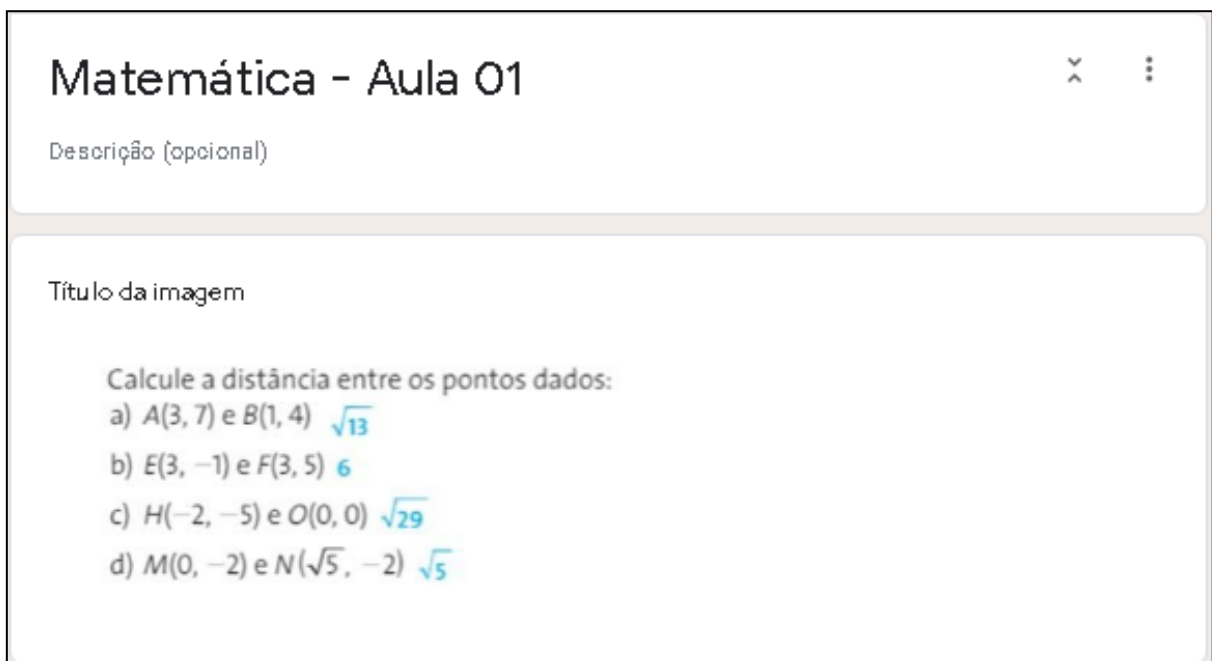 Matemática - Aula 01
Descrição (opcional)
Título da imagem
Calcule a distância entre os pontos dados:
a) A(3, 7) e B(1, 4) √13
b) E(3, −1) e F(3, 5) 6
c) H(−2, −5) e O(0, 0) √29
d) M(0, −2) e N(√5, −2) √5